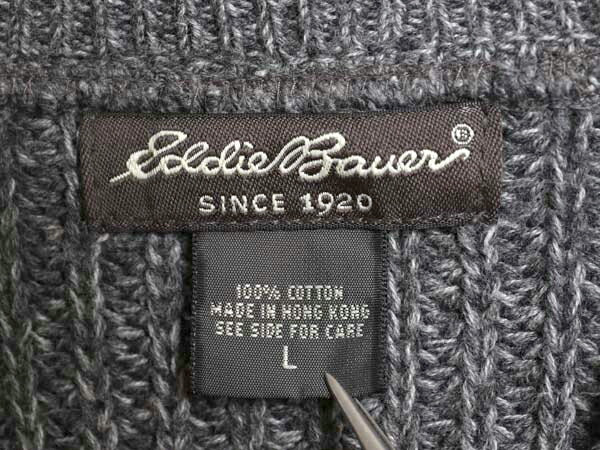 Eddie Bauer ®
SINCE 1920
100% COTTON
MADE IN HONG KONG
SEE SIDE FOR CARE
L